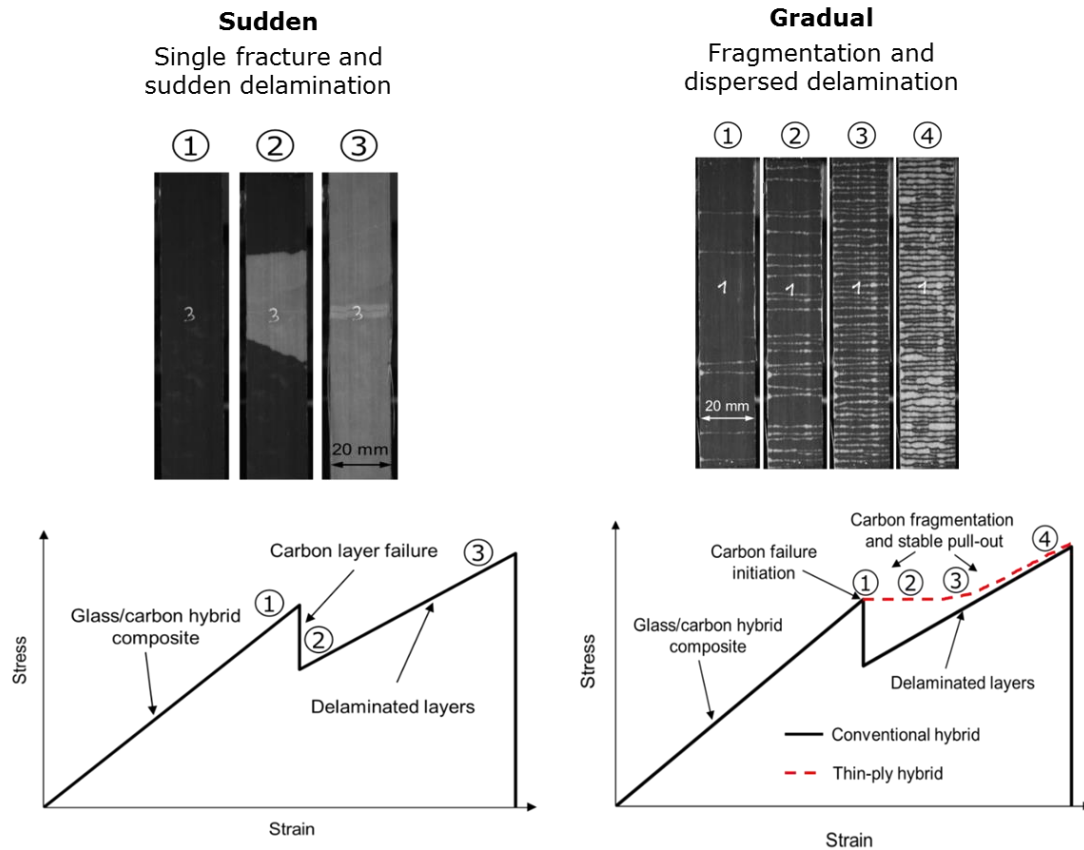 Sudden
Single fracture and
sudden delamination
① ② ③
3 3 3
20 mm
Stress
①
②
③
Carbon layer failure
Glass/carbon hybrid
composite
Delaminated layers
Strain
Gradual
Fragmentation and
dispersed delamination
① ② ③ ④
1 1 1 1
20 mm
Stress
Carbon fragmentation
and stable pull-out
Carbon failure
initiation
① ② ③ ④
Glass/carbon hybrid
composite
Delaminated layers
Conventional hybrid
Thin-ply hybrid
Strain